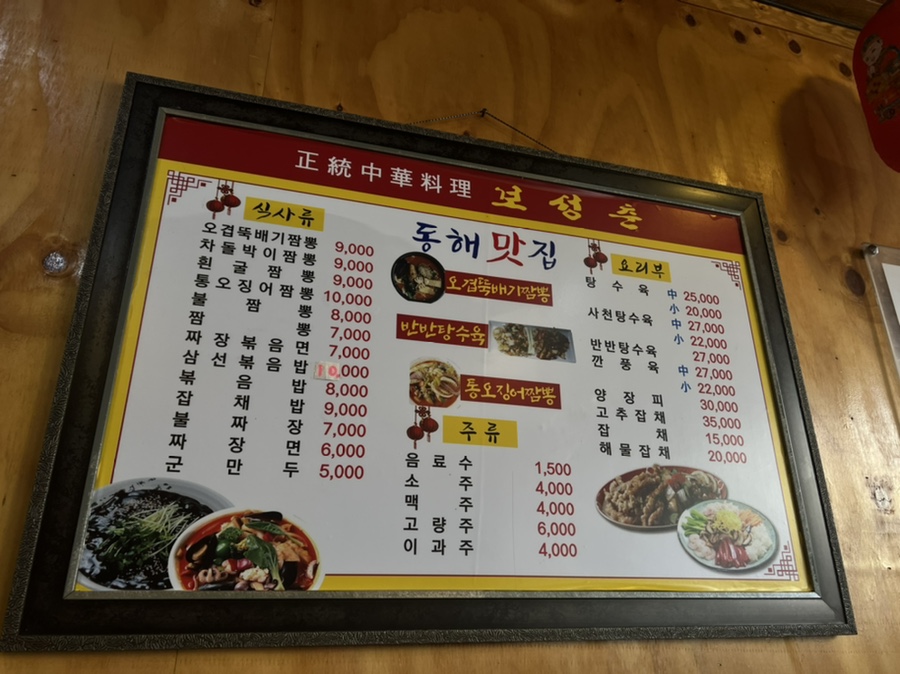 正統中華料理 보성춘
식사류
오겹뚝배기짬뽕 9,000
차돌박이짬뽕 9,000
흰굴짬뽕 9,000
통오징어짬뽕 10,000
불짬뽕 8,000
짬뽕 7,000
짜장볶음면 7,000
삼선볶음밥 10,000
볶음밥 8,000
잡채밥 9,000
불짜장 7,000
짜장면 6,000
군만두 5,000
동해맛집
오겹뚝배기짬뽕
반반탕수육
통오징어짬뽕
주류
음료수 1,500
소주 4,000
맥주 4,000
고량주 6,000
이과주 4,000
요리부
탕수육 中 25,000
小 20,000
사천탕수육 中 27,000
小 22,000
반반탕수육 27,000
깐풍육 中 27,000
小 22,000
양장피 30,000
고추잡채 35,000
잡채 15,000
해물잡채 20,000